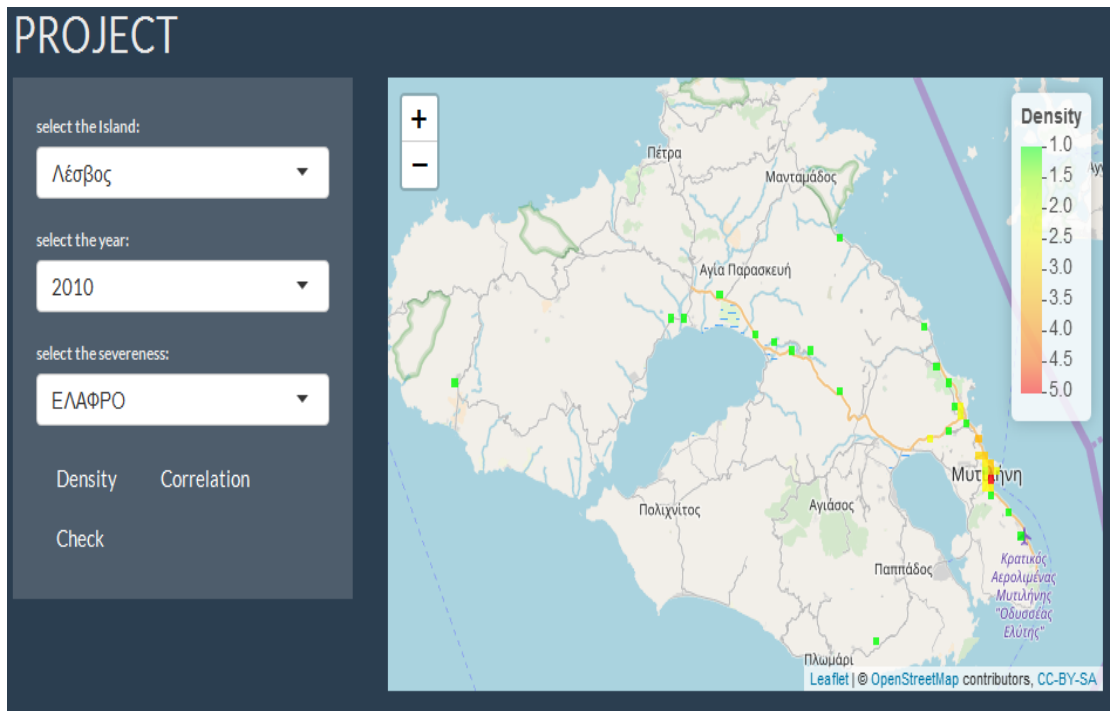 PROJECT
select the Island:
Λέσβος
select the year:
2010
select the severeness:
ΕΛΑΦΡΟ
Density Correlation
Check
+
−
Density
1.0
1.5
2.0
2.5
3.0
3.5
4.0
4.5
5.0
Πέτρα
Μανταμάδος
Αγία Παρασκευή
Μυτιλήνη
Πολιχνίτος
Αγιάσος
Παππάδος
Κρατικός
Αερολιμένας
Μυτιλήνης
"Οδυσσέας
Ελύτης"
Πλωμάρι
Leaflet | © OpenStreetMap contributors, CC-BY-SA